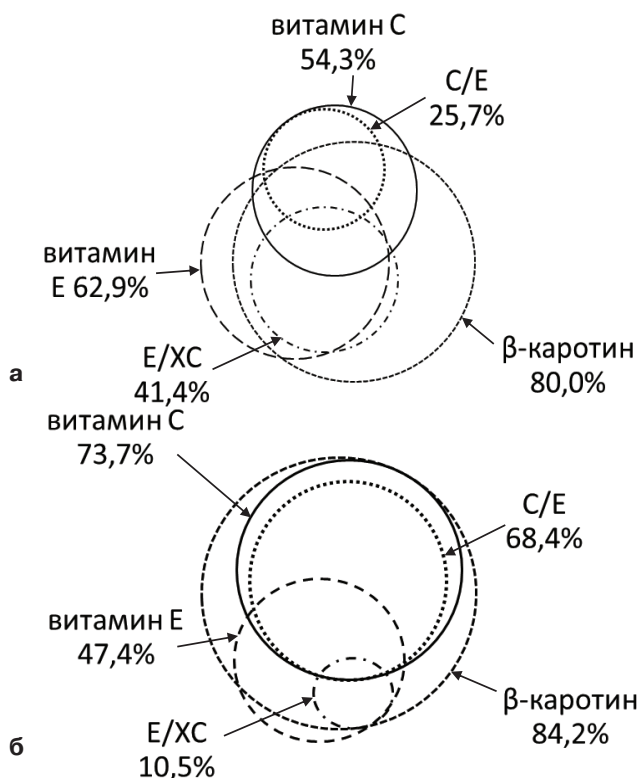 витамин С
54,3%
С/Е
25,7%
витамин
Е 62,9%
Е/ХС
41,4%
β-каротин
80,0%
а
витамин С
73,7%
С/Е
68,4%
витамин Е
47,4%
Е/ХС
10,5%
β-каротин
84,2%
б